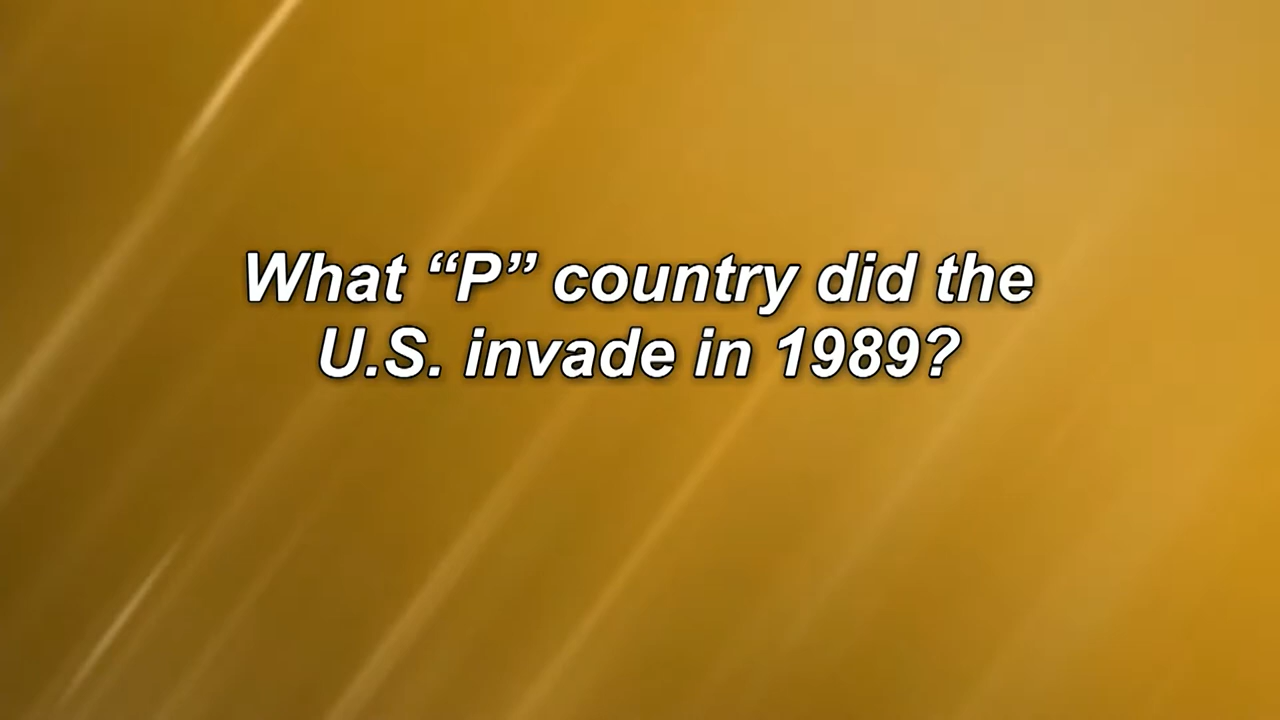 What “P” country did the
U.S. invade in 1989?